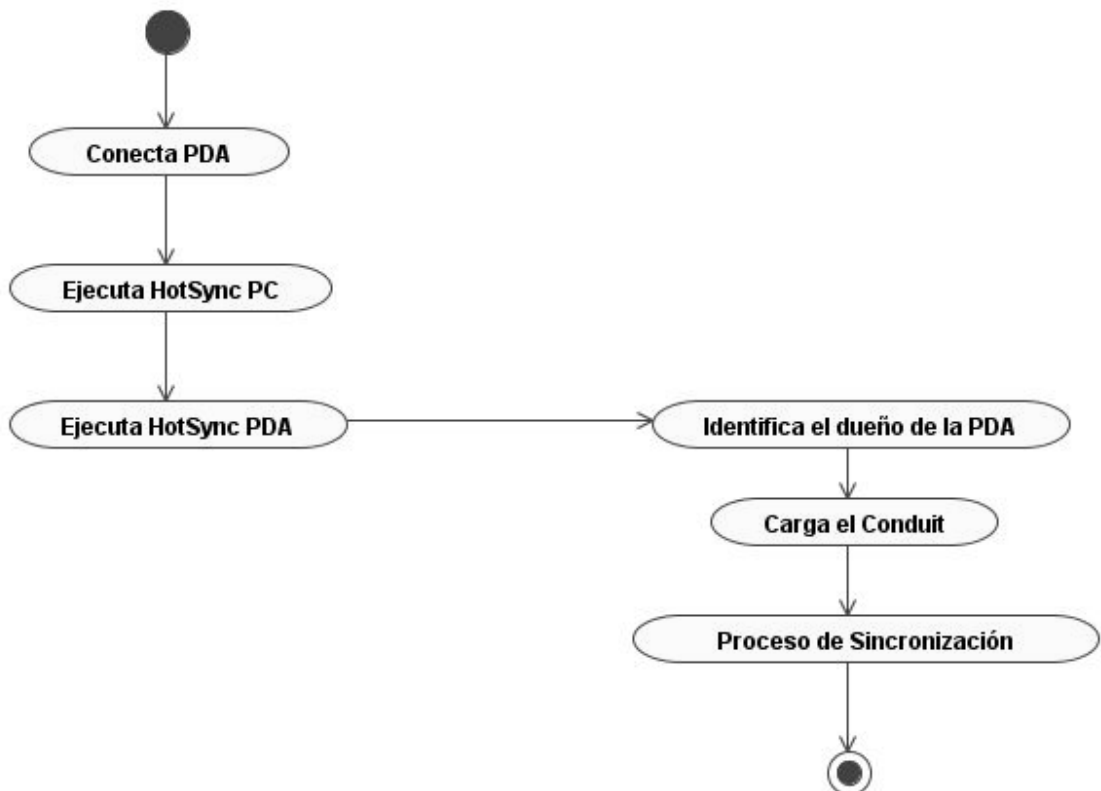 Conecta PDA
Ejecuta HotSync PC
Ejecuta HotSync PDA
Identifica el dueño de la PDA
Carga el Conduit
Proceso de Sincronización